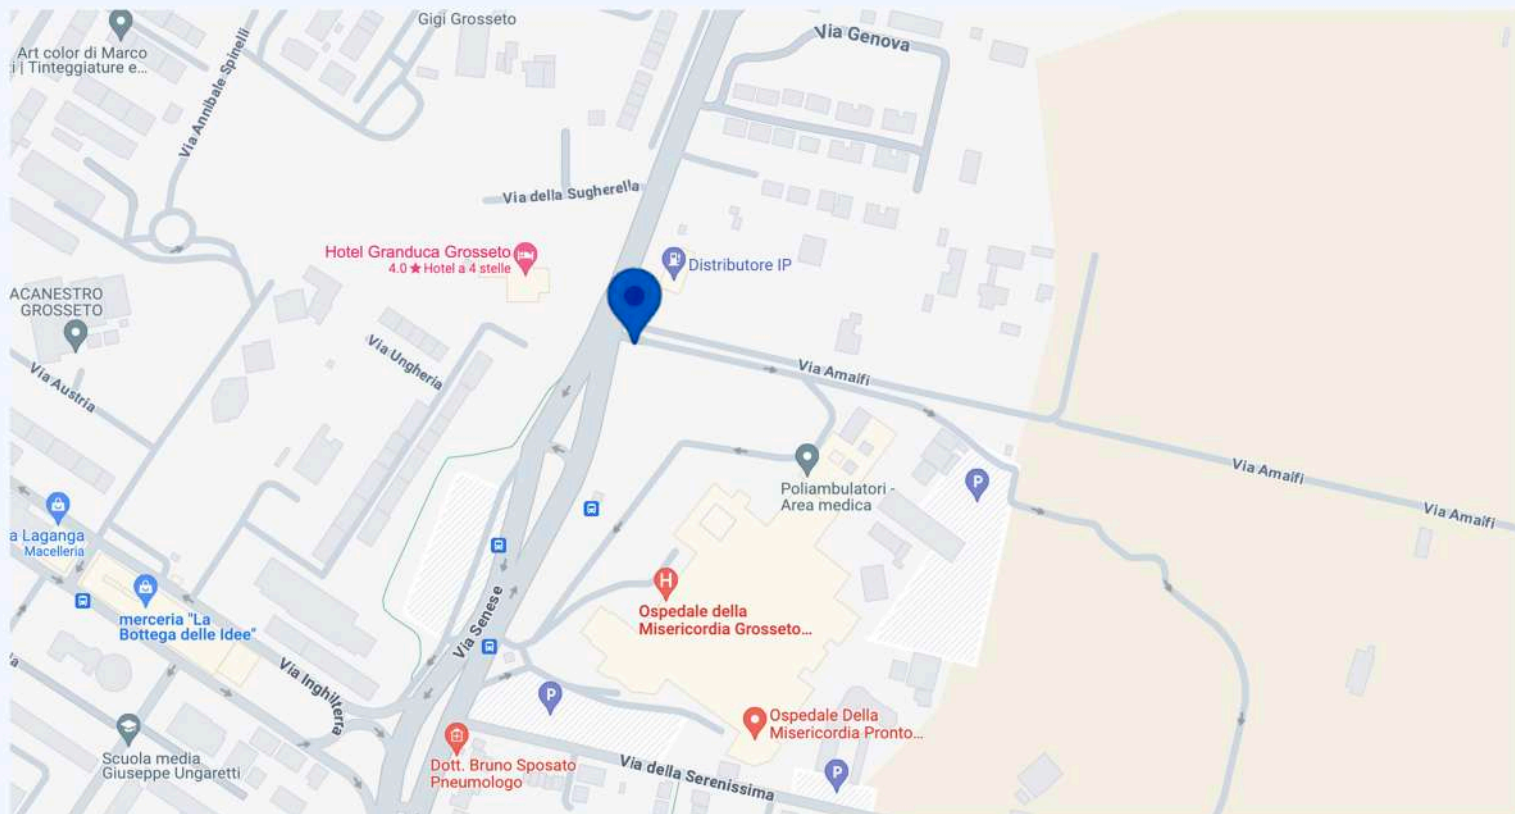 Gigi Grosseto
Via Genova
Art color di Marco
i | Tinteggiature e...
Via Annibale Spinelli
Via della Sugherella
Hotel Granduca Grosseto
4.0 ★ Hotel a 4 stelle
Distributore IP
ACANESTRO
GROSSETO
Via Ungheria
Via Austria
Via Amalfi
Via Amalfi
Via Amalfi
Poliambulatori -
Area medica
P
a Laganga
Macelleria
H
Ospedale della
Misericordia Grosseto...
merceria "La
Bottega delle Idee"
Via Senese
Via Inghilterra
P
Ospedale Della
Misericordia Pronto...
Scuola media
Giuseppe Ungaretti
Dott. Bruno Sposato
Pneumologo
Via della Serenissima
P